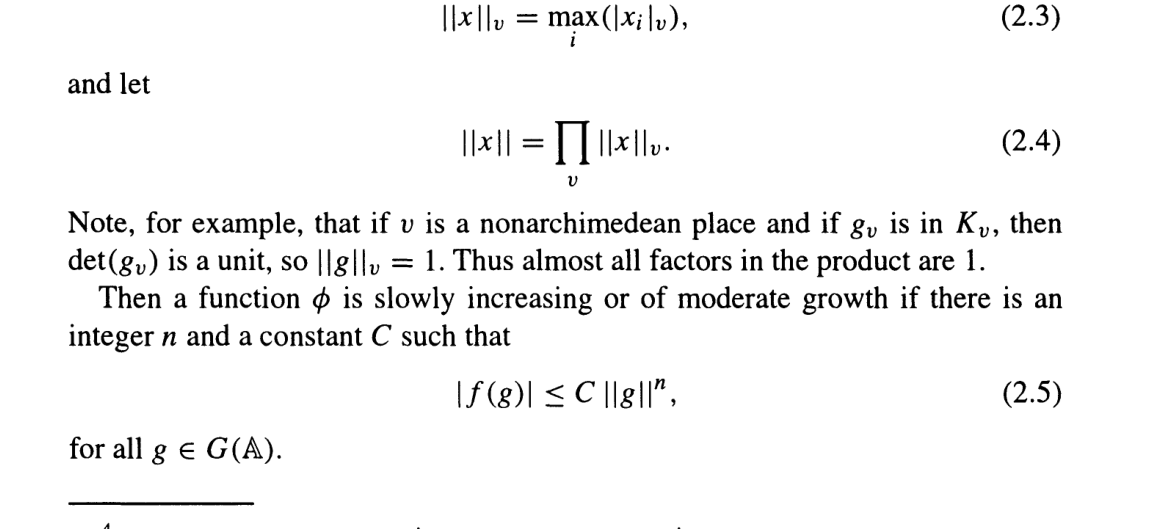 ||x||_v = max_i(|x_i|_v), (2.3)
and let
||x|| = ∏_v ||x||_v. (2.4)
Note, for example, that if v is a nonarchimedean place and if g_v is in K_v, then
det(g_v) is a unit, so ||g||_v = 1. Thus almost all factors in the product are 1.
Then a function ϕ is slowly increasing or of moderate growth if there is an
integer n and a constant C such that
|f(g)| ≤ C ||g||^n, (2.5)
for all g ∈ G(𝔸).